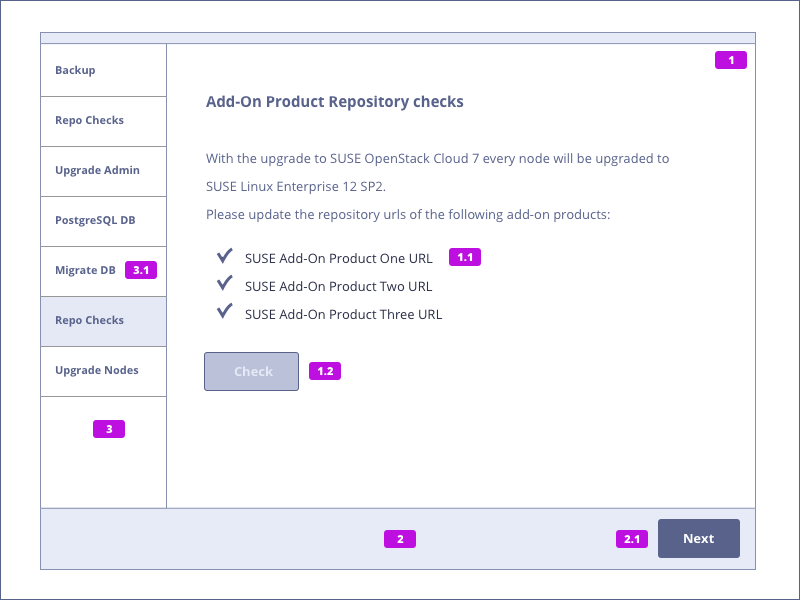 Backup
Repo Checks
Upgrade Admin
PostgreSQL DB
Migrate DB 3.1
Repo Checks
Upgrade Nodes
3
1
Add-On Product Repository checks
With the upgrade to SUSE OpenStack Cloud 7 every node will be upgraded to
SUSE Linux Enterprise 12 SP2.
Please update the repository urls of the following add-on products:
SUSE Add-On Product One URL 1.1
SUSE Add-On Product Two URL
SUSE Add-On Product Three URL
Check 1.2
2 2.1 Next